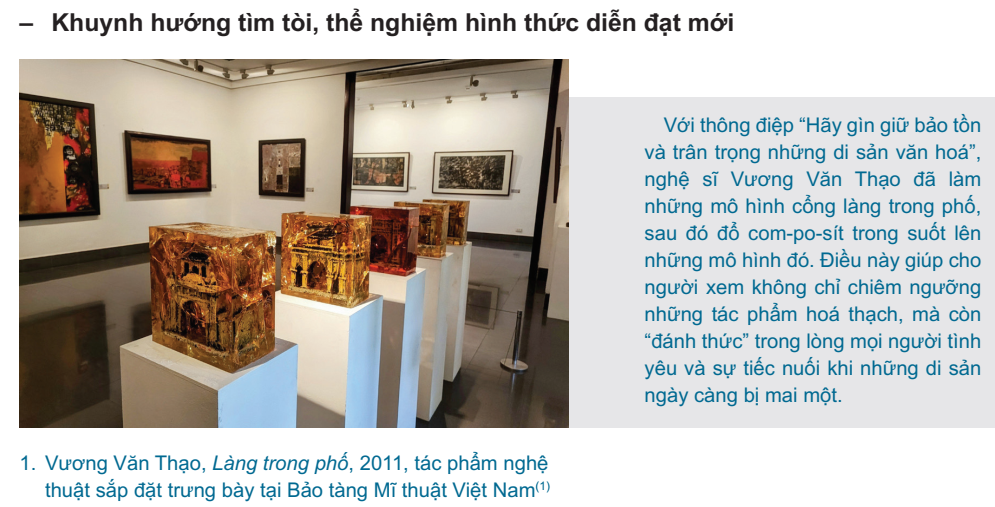 – Khuynh hướng tìm tòi, thể nghiệm hình thức diễn đạt mới
Với thông điệp “Hãy gìn giữ bảo tồn
và trân trọng những di sản văn hoá”,
nghệ sĩ Vương Văn Thạo đã làm
những mô hình cổng làng trong phố,
sau đó đổ com-po-sít trong suốt lên
những mô hình đó. Điều này giúp cho
người xem không chỉ chiêm ngưỡng
những tác phẩm hoá thạch, mà còn
“đánh thức” trong lòng mọi người tình
yêu và sự tiếc nuối khi những di sản
ngày càng bị mai một.
1. Vương Văn Thạo, Làng trong phố, 2011, tác phẩm nghệ
thuật sắp đặt trưng bày tại Bảo tàng Mĩ thuật Việt Nam(1)